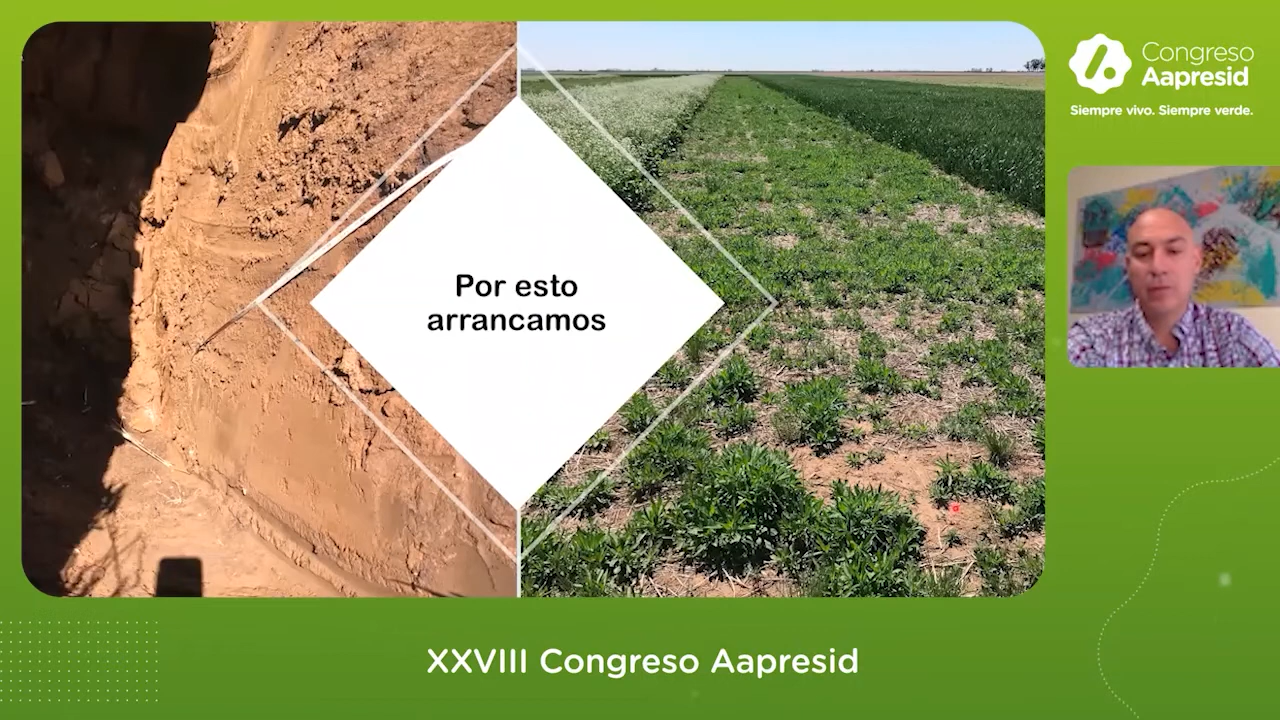 Congreso
Aapresid
Siempre vivo. Siempre verde.
Por esto
arrancamos
XXVIII Congreso Aapresid